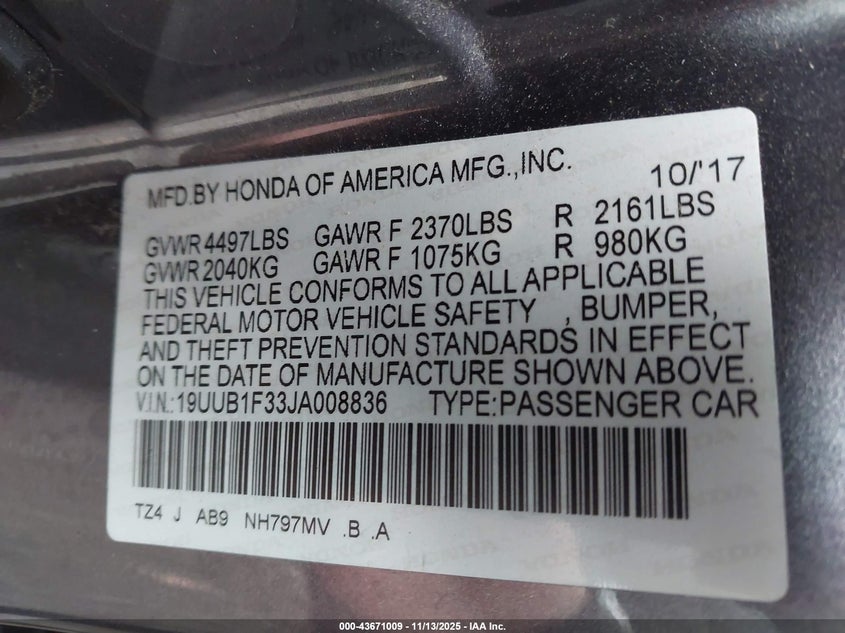 MFD.BY HONDA OF AMERICA MFG.,INC. 10/'17
GVWR 4497LBS GAWR F 2370LBS R 2161LBS
GVWR 2040KG GAWR F 1075KG R 980KG
THIS VEHICLE CONFORMS TO ALL APPLICABLE
FEDERAL MOTOR VEHICLE SAFETY , BUMPER,
AND THEFT PREVENTION STANDARDS IN EFFECT
ON THE DATE OF MANUFACTURE SHOWN ABOVE.
V.I.N.:19UUB1F33JA008836 TYPE:PASSENGER CAR
TZ4 J AB9 NH797MV .B .A
000-43671009 | 11/13/2025 - IAA Inc.